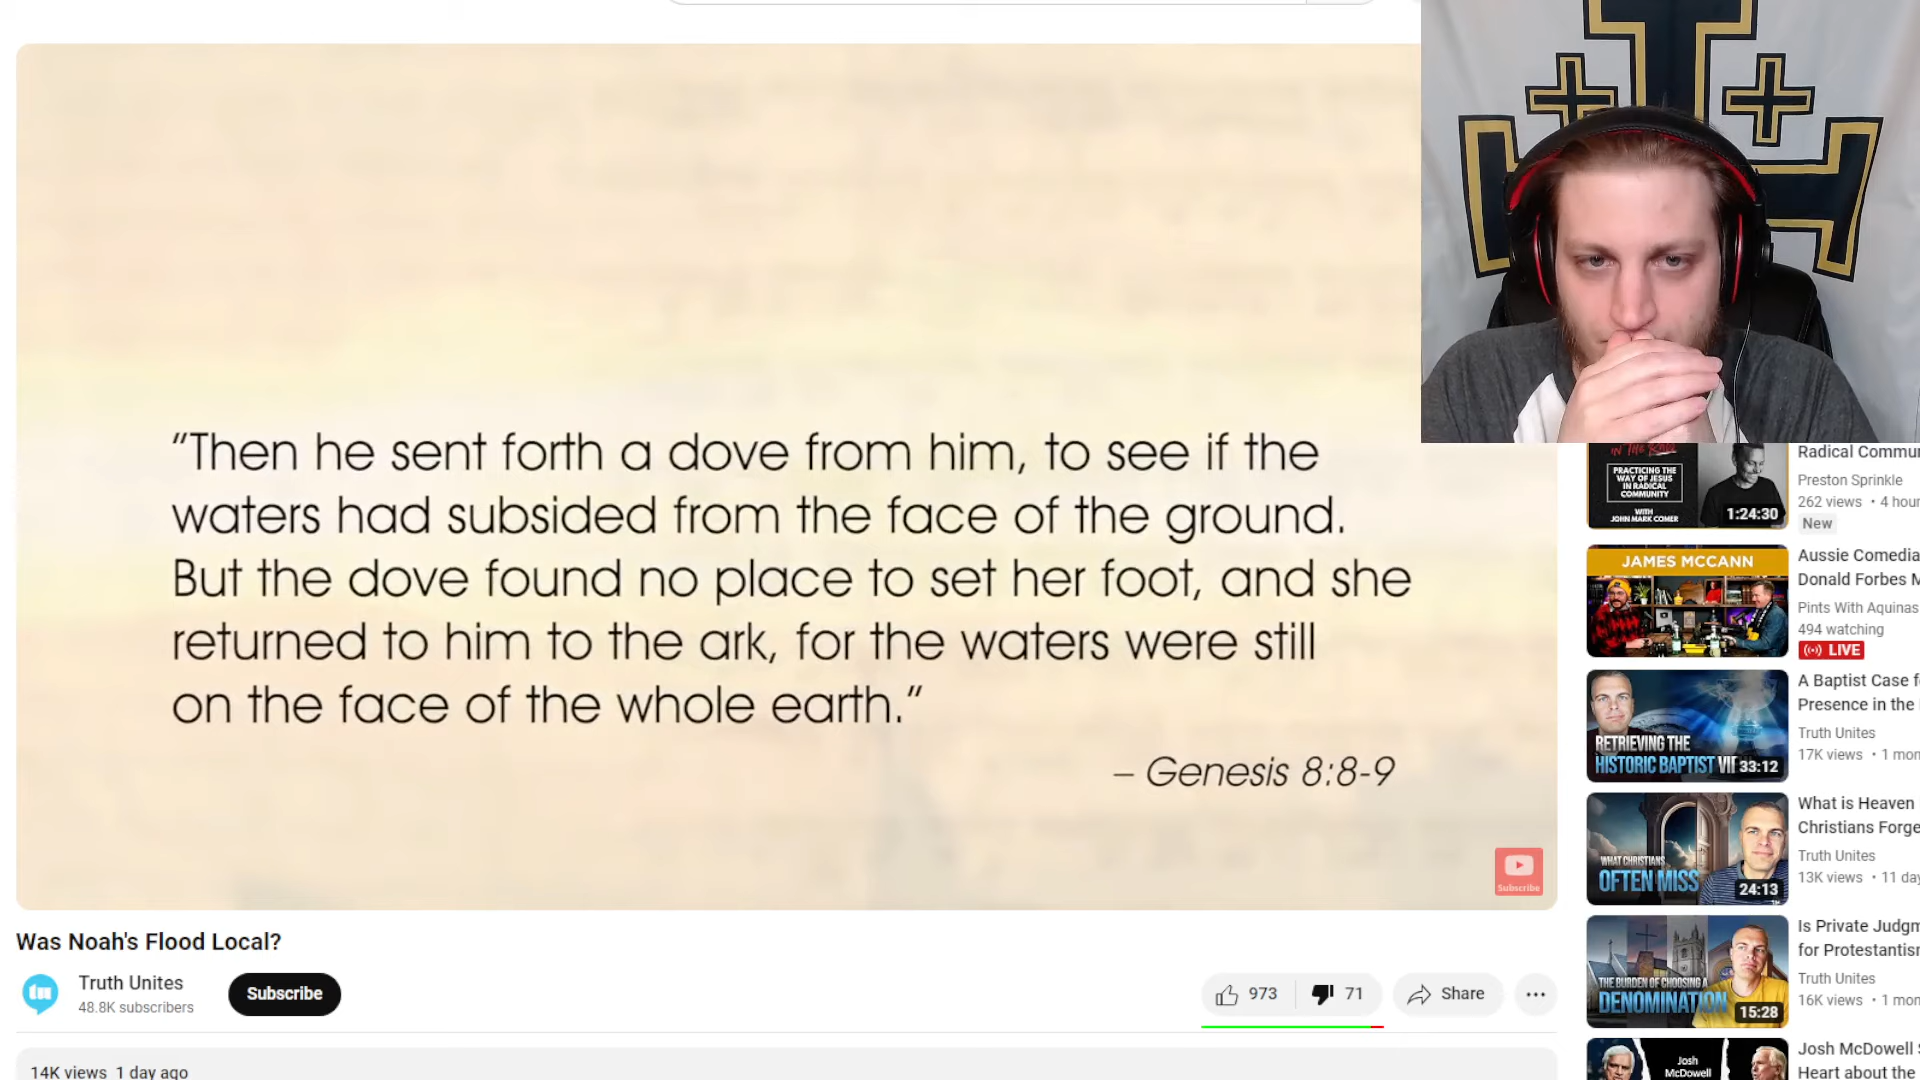 "Then he sent forth a dove from him, to see if the
waters had subsided from the face of the ground.
But the dove found no place to set her foot, and she
returned to him to the ark, for the waters were still
on the face of the whole earth."
– Genesis 8:8-9
Subscribe
Was Noah's Flood Local?
Truth Unites
48.8K subscribers
Subscribe
973
71
Share
14K views 1 day ago
PRACTICING THE
WAY OF JESUS
IN RADICAL
COMMUNITY
WITH
JOHN MARK COMER
1:24:30
Radical Commu
Preston Sprinkle
262 views • 4 hour
New
JAMES MCCANN
Aussie Comedia
Donald Forbes M
Pints With Aquinas
494 watching
LIVE
RETRIEVING THE
HISTORIC BAPTIST VI
33:12
A Baptist Case f
Presence in the
Truth Unites
17K views • 1 mon
WHAT CHRISTIANS
OFTEN MISS
24:13
What is Heaven
Christians Forge
Truth Unites
13K views • 11 day
THE BURDEN OF CHOOSING A
DENOMINATION
15:28
Is Private Judgm
for Protestantis
Truth Unites
16K views • 1 mon
Josh
McDowell
Josh McDowell S
Heart about the